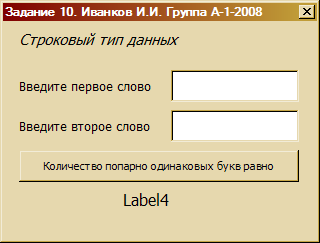 Задание 10. Иванков И.И. Группа А-1-2008
Строковый тип данных
Введите первое слово
Введите второе слово
Количество попарно одинаковых букв равно
Label4